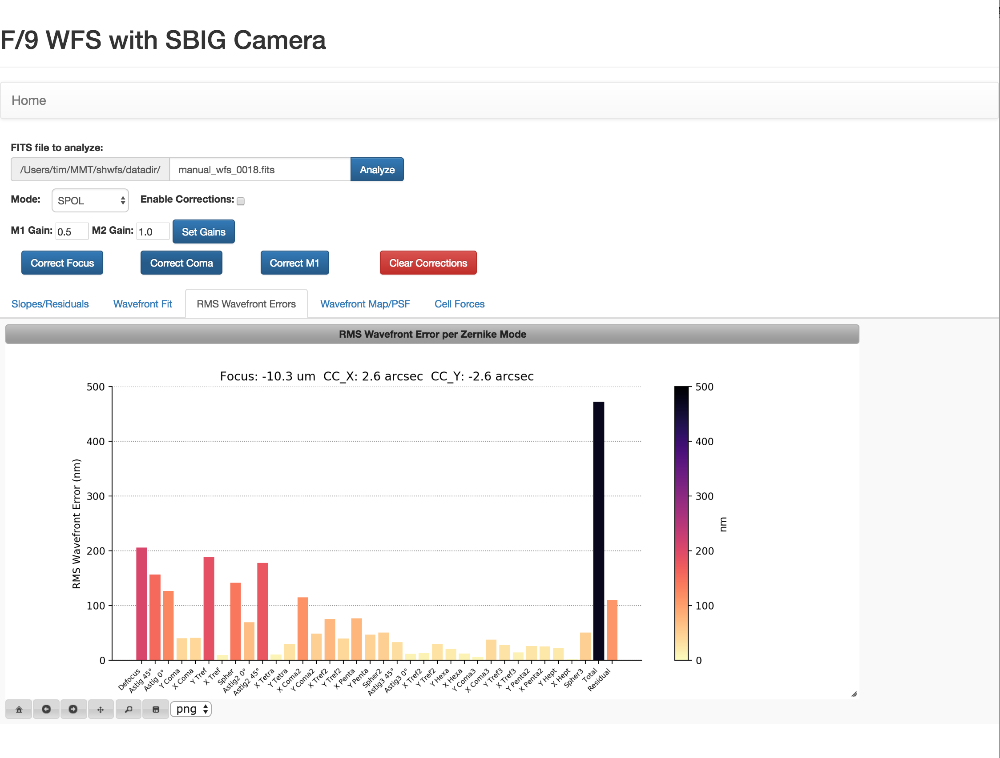 F/9 WFS with SBIG Camera
Home
FITS file to analyze:
/Users/tim/MMT/shwfs/datadir/ manual_wfs_0018.fits Analyze
Mode: SPOL Enable Corrections:
M1 Gain: 0.5 M2 Gain: 1.0 Set Gains
Correct Focus Correct Coma Correct M1 Clear Corrections
Slopes/Residuals Wavefront Fit RMS Wavefront Errors Wavefront Map/PSF Cell Forces
RMS Wavefront Error per Zernike Mode
Focus: -10.3 um CC_X: 2.6 arcsec CC_Y: -2.6 arcsec
RMS Wavefront Error (nm)
500
400
300
200
100
0
Defocus
Astig 45°
Astig 0°
Y Coma
X Coma
Y Tref
X Tref
Spher
Astig2 0°
Astig2 45°
X Tetra
Y Tetra
X Coma2
Y Coma2
X Tref2
Y Tref2
X Penta
Y Penta
Spher2
Astig3 45°
Astig3 0°
X Tref2
Y Tref2
Y Hexa
X Hexa
Y Coma3
X Coma3
Y Tref3
X Tref3
Y Penta2
X Penta2
Y Hept
X Hept
Spher3
Total
Residual
500
400
300
200
100
0
nm
png